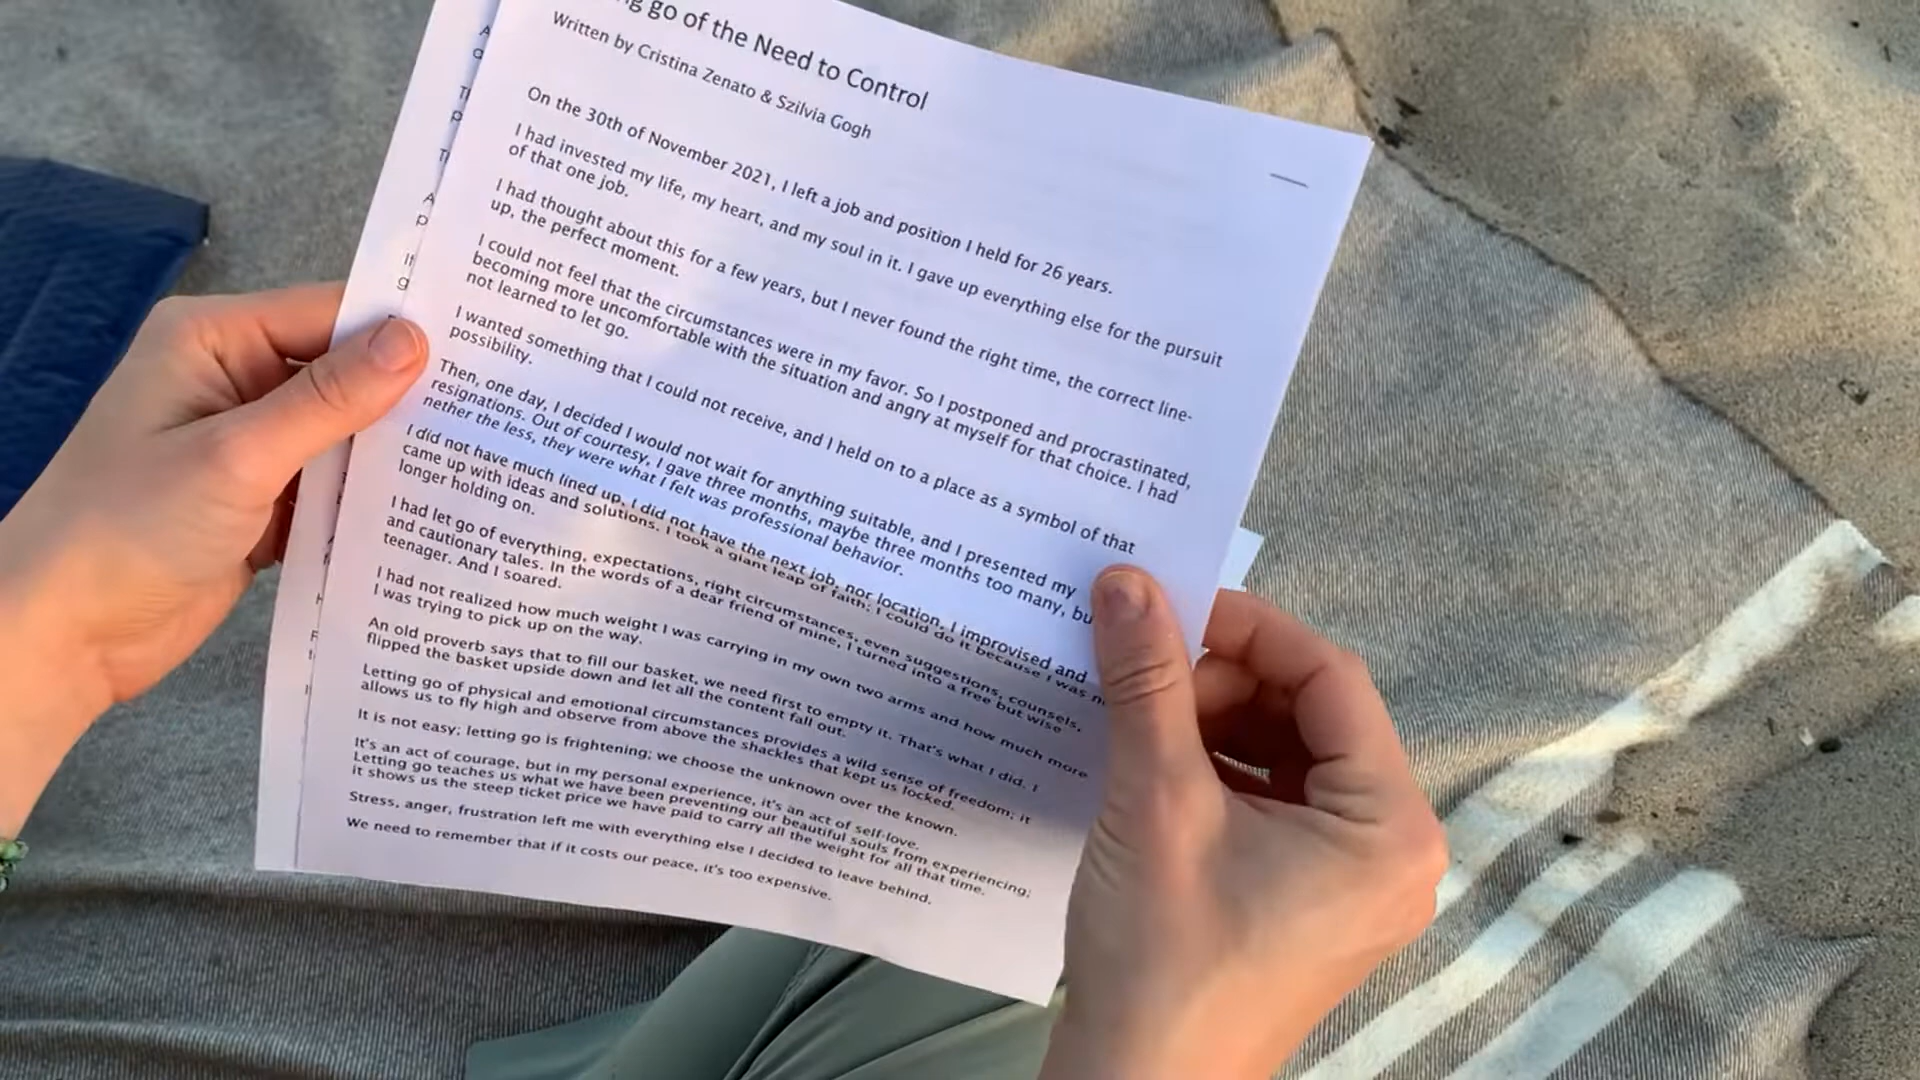 go of the Need to Control
Written by Cristina Zenato & Szilvia Gogh
On the 30th of November 2021, I left a job and position I held for 26 years.
I had invested my life, my heart, and my soul in it. I gave up everything else for the pursuit
of that one job.
I had thought about this for a few years, but I never found the right time, the correct line-
up, the perfect moment.
I could not feel that the circumstances were in my favor. So I postponed and procrastinated,
becoming more uncomfortable with the situation and angry at myself for that choice. I had
not learned to let go.
I wanted something that I could not receive, and I held on to a place as a symbol of that
possibility.
Then, one day, I decided I would not wait for anything suitable, and I presented my
resignations. Out of courtesy, I gave three months, maybe three months too many, bu
nether the less, they were what I felt was professional behavior.
I did not have much lined up. I did not have the next job, nor location. I improvised and
came up with ideas and solutions. I took a giant leap of faith; I could do it because I was n
longer holding on.
I had let go of everything, expectations, right circumstances, even suggestions, counsels,
and cautionary tales. In the words of a dear friend of mine, I turned into a free but wise
teenager. And I soared.
I had not realized how much weight I was carrying in my own two arms and how much more
I was trying to pick up on the way.
An old proverb says that to fill our basket, we need first to empty it. That's what I did. I
flipped the basket upside down and let all the content fall out.
Letting go of physical and emotional circumstances provides a wild sense of freedom; it
allows us to fly high and observe from above the shackles that kept us locked.
It is not easy; letting go is frightening; we choose the unknown over the known.
It's an act of courage, but in my personal experience, it's an act of self-love.
Letting go teaches us what we have been preventing our beautiful souls from experiencing;
it shows us the steep ticket price we have paid to carry all the weight for all that time.
Stress, anger, frustration left me with everything else I decided to leave behind.
We need to remember that if it costs our peace, it's too expensive.